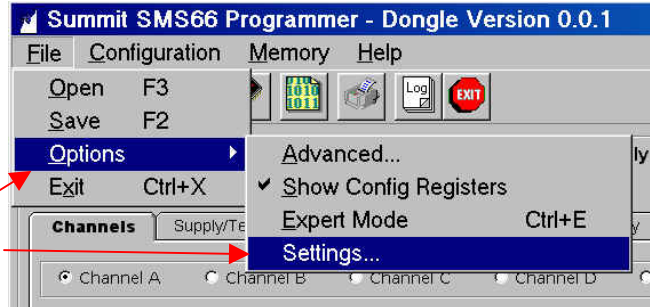 Summit SMS66 Programmer - Dongle Version 0.0.1
File Configuration Memory Help
Open F3
Save F2
Options
Exit Ctrl+X
1011
Log
EXIT
Advanced...
Show Config Registers
Expert Mode Ctrl+E
Settings...
ly
Channels Supply/Te
y
Channel A Channel B Channel C Channel D